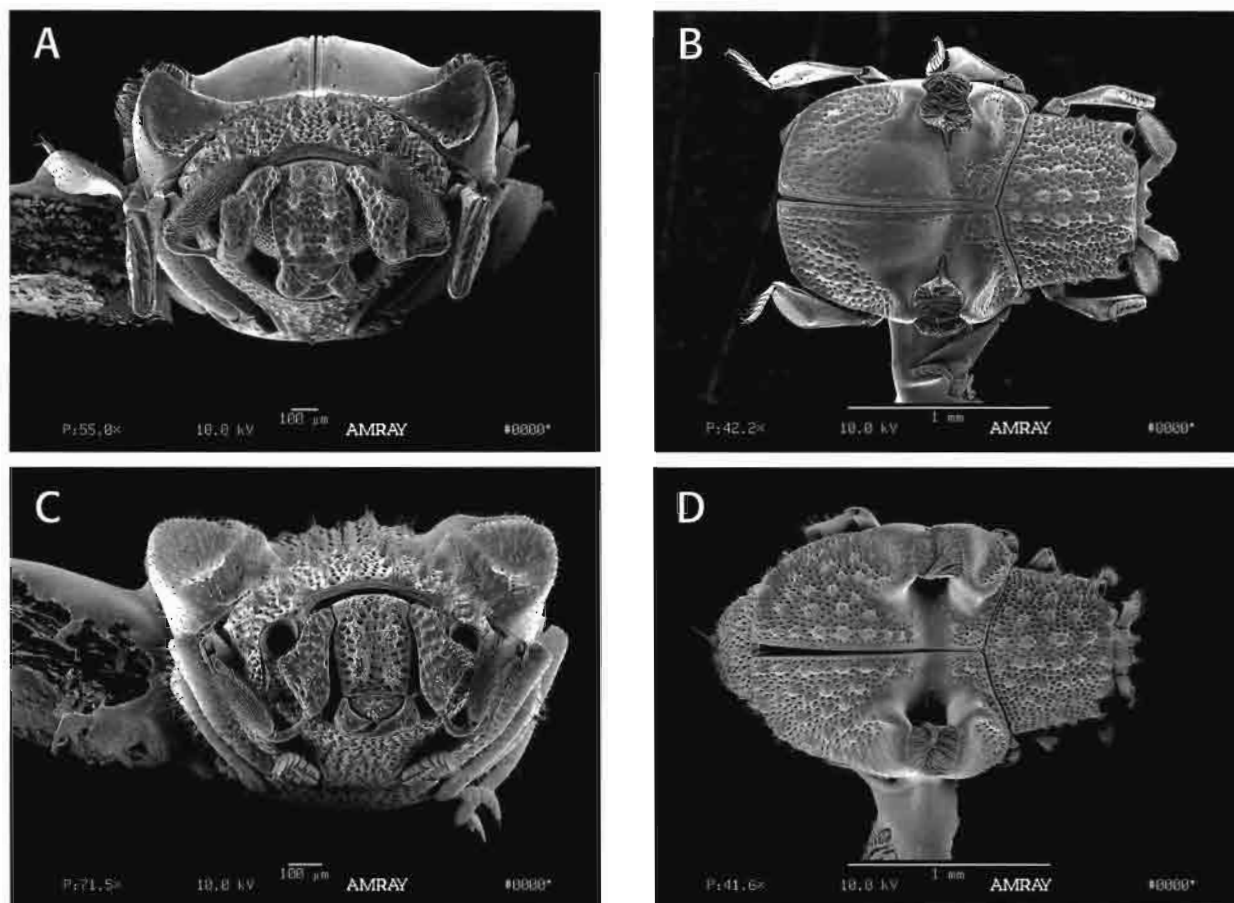 A
100 μm
P:55.0× 10.0 kV AMRAY #0000*
B
1 mm
P:42.2× 10.0 kV AMRAY #0000*
C
100 μm
P:71.5× 10.0 kV AMRAY #0000*
D
1 mm
P:41.6× 10.0 kV AMRAY #0000*